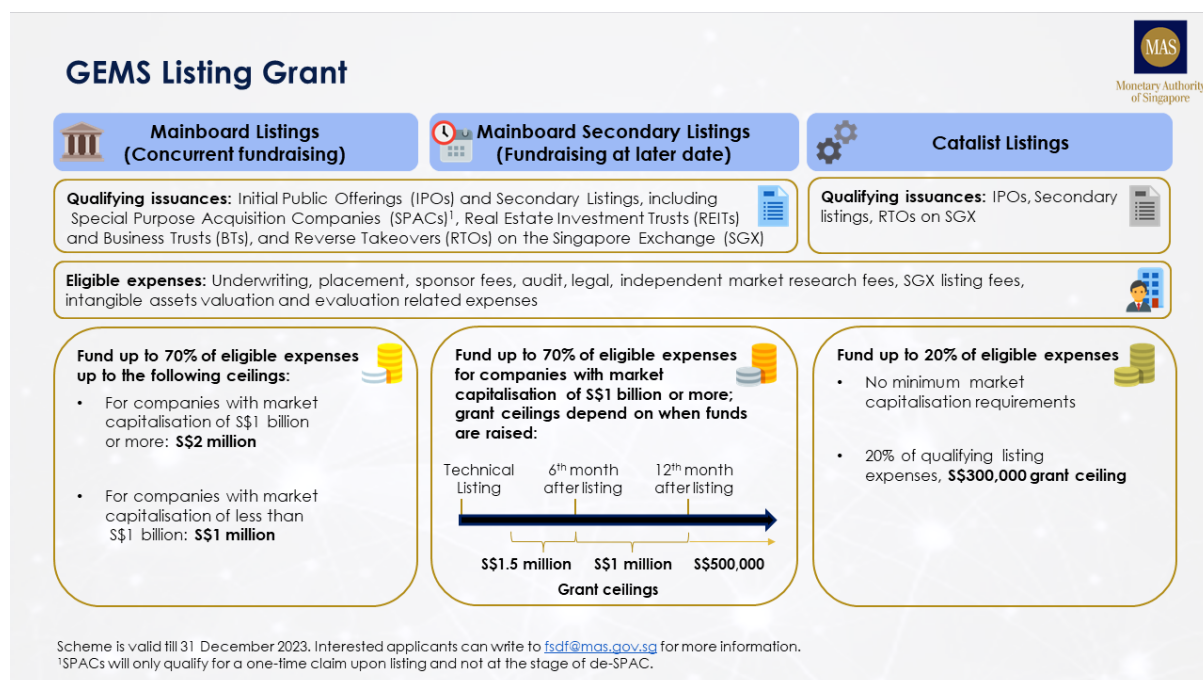 GEMS Listing Grant
MAS
Monetary Authority
of Singapore
Mainboard Listings
(Concurrent fundraising)
Mainboard Secondary Listings
(Fundraising at later date)
Catalist Listings
Qualifying issuances: Initial Public Offerings (IPOs) and Secondary Listings, including
Special Purpose Acquisition Companies (SPACs)¹, Real Estate Investment Trusts (REITs)
and Business Trusts (BTs), and Reverse Takeovers (RTOs) on the Singapore Exchange (SGX)
Qualifying issuances: IPOs, Secondary
listings, RTOs on SGX
Eligible expenses: Underwriting, placement, sponsor fees, audit, legal, independent market research fees, SGX listing fees,
intangible assets valuation and evaluation related expenses
Fund up to 70% of eligible expenses
up to the following ceilings:
• For companies with market
capitalisation of S$1 billion
or more: S$2 million
• For companies with market
capitalisation of less than
S$1 billion: S$1 million
Fund up to 70% of eligible expenses
for companies with market
capitalisation of S$1 billion or more;
grant ceilings depend on when funds
are raised:
Technical
Listing
6th month
after listing
12th month
after listing
S$1.5 million
S$1 million
S$500,000
Grant ceilings
Fund up to 20% of eligible expenses
• No minimum market
capitalisation requirements
• 20% of qualifying listing
expenses, S$300,000 grant ceiling
Scheme is valid till 31 December 2023. Interested applicants can write to fsdf@mas.gov.sg for more information.
¹SPACs will only qualify for a one-time claim upon listing and not at the stage of de-SPAC.